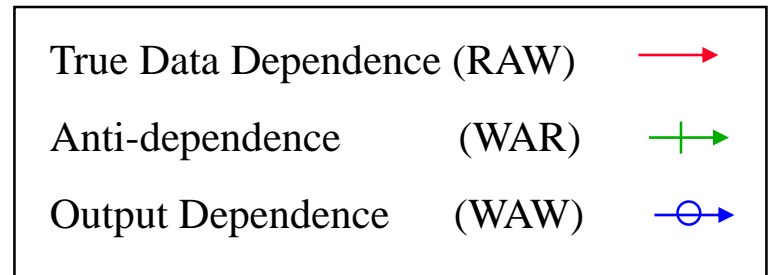 True Data Dependence (RAW)
Anti-dependence (WAR)
Output Dependence (WAW)